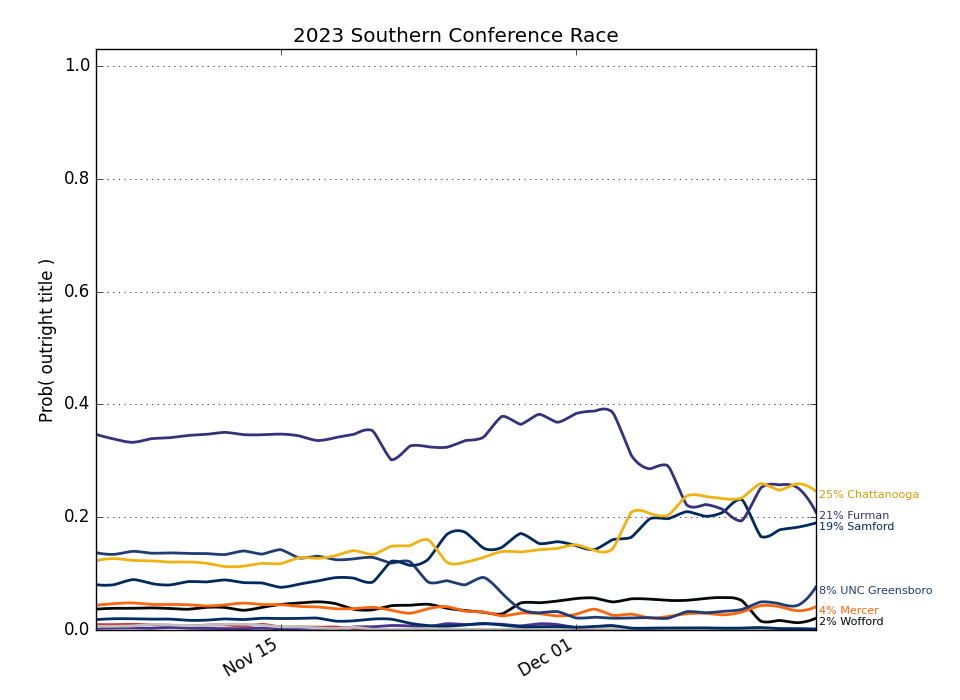 2023 Southern Conference Race
1.0
0.8
0.6
0.4
0.2
0.0
Prob( outright title )
25% Chattanooga
21% Furman
19% Samford
8% UNC Greensboro
4% Mercer
2% Wofford
Nov 15
Dec 01